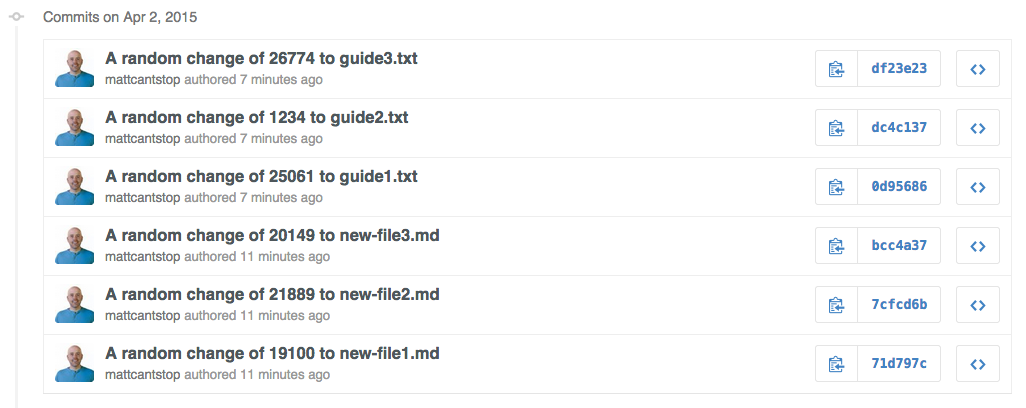 Commits on Apr 2, 2015
A random change of 26774 to guide3.txt
mattcantstop authored 7 minutes ago
df23e23
A random change of 1234 to guide2.txt
mattcantstop authored 7 minutes ago
dc4c137
A random change of 25061 to guide1.txt
mattcantstop authored 7 minutes ago
0d95686
A random change of 20149 to new-file3.md
mattcantstop authored 11 minutes ago
bcc4a37
A random change of 21889 to new-file2.md
mattcantstop authored 11 minutes ago
7cfcd6b
A random change of 19100 to new-file1.md
mattcantstop authored 11 minutes ago
71d797c